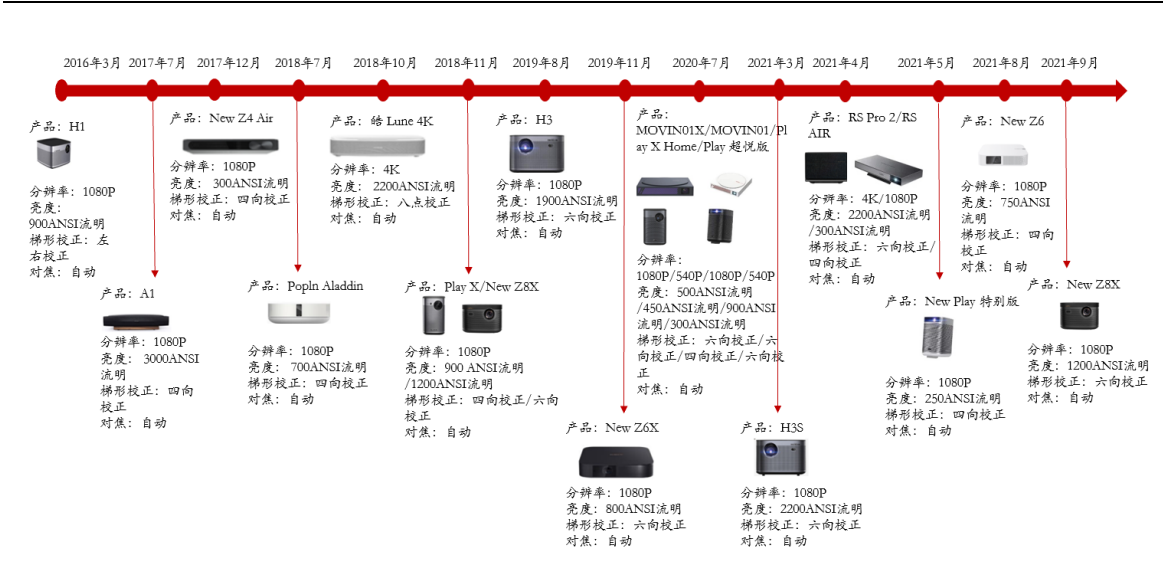 2016年3月
2017年7月
2017年12月
2018年7月
2018年10月
2018年11月
2019年8月
2019年11月
2020年7月
2021年3月
2021年4月
2021年5月
2021年8月
2021年9月
产品：H1
分辨率：1080P
亮度：
900ANSI流明
梯形校正：左
右校正
对焦：自动
产品：A1
分辨率：1080P
亮度： 3000ANSI
流明
梯形校正：四向
校正
对焦：自动
产品：New Z4 Air
分辨率：1080P
亮度： 300ANSI流明
梯形校正：四向校正
对焦：自动
产品：Popln Aladdin
分辨率：1080P
亮度： 700ANSI流明
梯形校正：四向校正
对焦：自动
产品：皓 Lune 4K
分辨率：4K
亮度： 2200ANSI流明
梯形校正：八点校正
对焦：自动
产品：Play X/New Z8X
分辨率：1080P
亮度：900 ANSI流明
/1200ANSI流明
梯形校正：四向校正/六向
校正
对焦：自动
产品：H3
分辨率：1080P
亮度：1900ANSI流明
梯形校正：六向校正
对焦：自动
产品：New Z6X
分辨率：1080P
亮度：800ANSI流明
梯形校正：六向校正
对焦：自动
产品：
MOVIN01X/MOVIN01/Pl
ay X Home/Play 超悦版
分辨率：
1080P/540P/1080P/540P
亮度：500ANSI流明
/450ANSI流明/900ANSI
流明/300ANSI流明
梯形校正：六向校正/六
向校正/四向校正/六向校
正
对焦：自动
产品：H3S
分辨率：1080P
亮度：2200ANSI流明
梯形校正：六向校正
对焦：自动
产品：RS Pro 2/RS
AIR
分辨率：4K/1080P
亮度：2200ANSI流明
/300ANSI流明
梯形校正：六向校正/
四向校正
对焦：自动
产品：New Play 特别版
分辨率：1080P
亮度：250ANSI流明
梯形校正：四向校正
对焦：自动
产品：New Z6
分辨率：1080P
亮度：750ANSI
流明
梯形校正：四向
校正
对焦：自动
产品：New Z8X
分辨率：1080P
亮度：1200ANSI流明
梯形校正：六向校正
对焦：自动